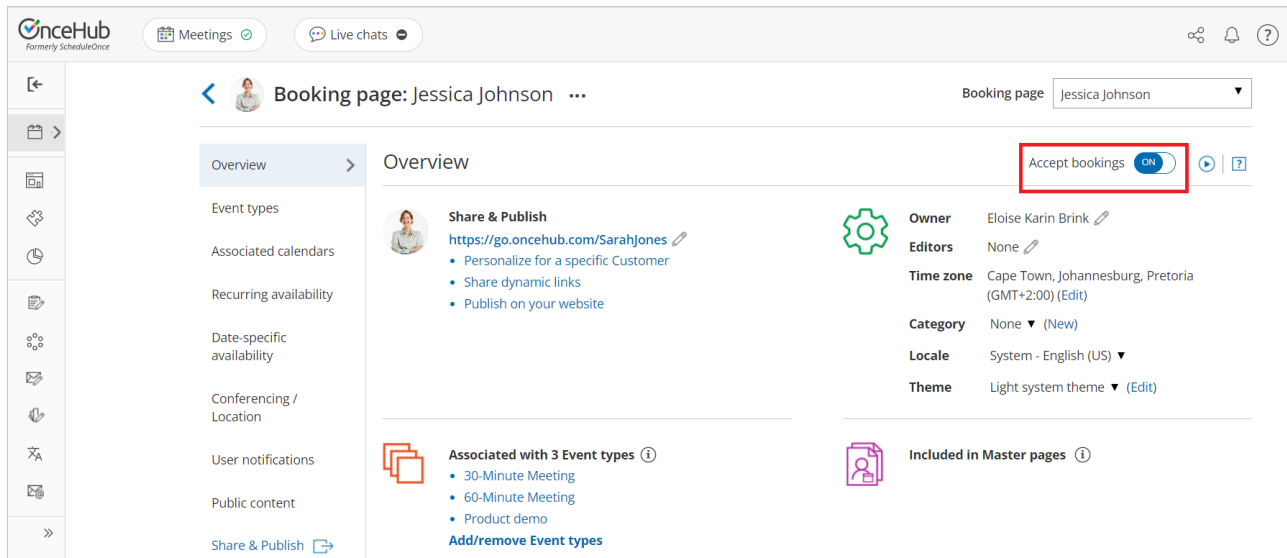 OnceHub
Formerly ScheduleOnce
Meetings
Live chats
?
Booking page: Jessica Johnson ...
Booking page
Jessica Johnson
Overview
Event types
Associated calendars
Recurring availability
Date-specific
availability
Conferencing /
Location
User notifications
Public content
Share & Publish
Overview
Accept bookings
ON
?
Share & Publish
https://go.oncehub.com/SarahJones
• Personalize for a specific Customer
• Share dynamic links
• Publish on your website
Owner Eloise Karin Brink
Editors None
Time zone Cape Town, Johannesburg, Pretoria
(GMT+2:00) (Edit)
Category None ▼ (New)
Locale System - English (US) ▼
Theme Light system theme ▼ (Edit)
Associated with 3 Event types
• 30-Minute Meeting
• 60-Minute Meeting
• Product demo
Add/remove Event types
Included in Master pages